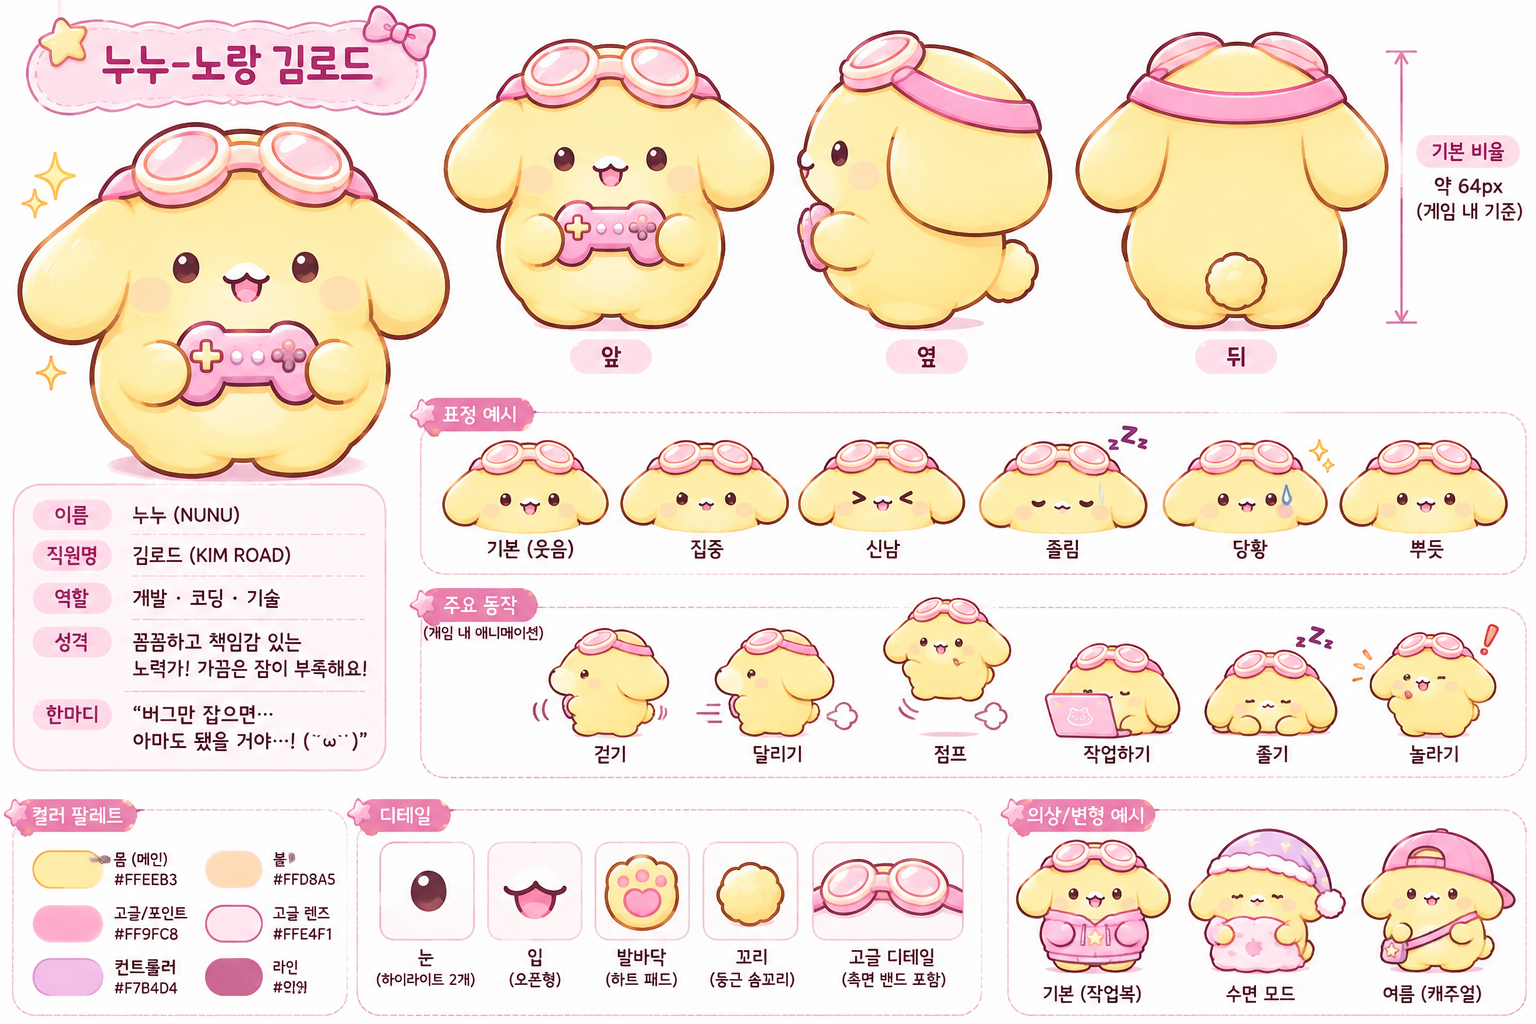 누누-노랑 김로드
기본 비율
약 64px
(게임 내 기준)
앞
옆
뒤
이름
누누 (NUNU)
직원명
김로드 (KIM ROAD)
역할
개발 · 코딩 · 기술
성격
꼼꼼하고 책임감 있는
노력가! 가끔은 잠이 부족해요!
한마디
“버그만 잡으면…
아마도 됐을 거야…! (˘ω˘)”
표정 예시
zZz
기본 (웃음)
집중
신남
졸림
당황
뿌듯
주요 동작
(게임 내 애니메이션)
zZz
!
걷기
달리기
점프
작업하기
졸기
놀라기
컬러 팔레트
몸 (메인)
#FFEEB3
볼
#FFD8A5
고글/포인트
#FF9FC8
고글 렌즈
#FFE4F1
컨트롤러
#F7B4D4
라인
디테일
눈
(하이라이트 2개)
입
(오픈형)
발바닥
(하트 패드)
꼬리
(둥근 솜꼬리)
고글 디테일
(측면 밴드 포함)
의상/변형 예시
기본 (작업복)
수면 모드
여름 (캐주얼)